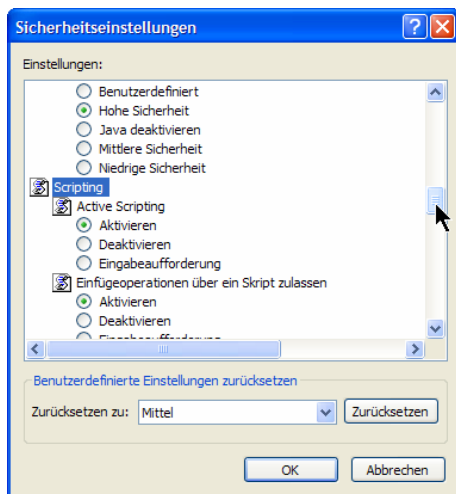 Sicherheitseinstellungen
Einstellungen:
Benutzerdefiniert
Hohe Sicherheit
Java deaktivieren
Mittlere Sicherheit
Niedrige Sicherheit
Scripting
Active Scripting
Aktivieren
Deaktivieren
Eingabeaufforderung
Einfügeoperationen über ein Skript zulassen
Aktivieren
Deaktivieren
Eingabeaufforderung
Benutzerdefinierte Einstellungen zurücksetzen
Zurücksetzen zu: Mittel Zurücksetzen
OK Abbrechen